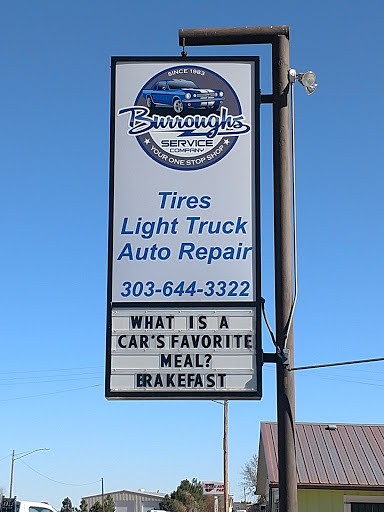 SINCE 1963
Burroughs
SERVICE
COMPANY
YOUR ONE STOP SHOP
Tires
Light Truck
Auto Repair
303-644-3322
WHAT IS A
CAR'S FAVORITE
MEAL?
BRAKEFAST